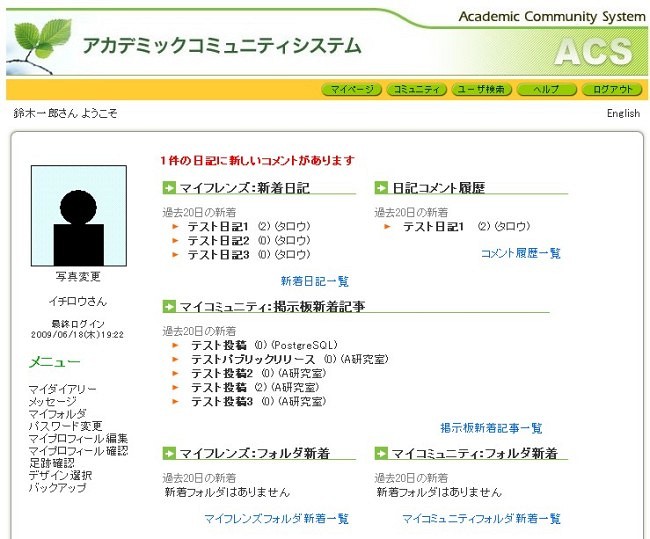 Academic Community System
アカデミックコミュニティシステム
ACS
マイページ コミュニティ ユーザ検索 ヘルプ ログアウト
鈴木一郎さん ようこそ
English
1件の日記に新しいコメントがあります
マイフレンズ:新着日記
過去20日の新着
テスト日記1 (2) (タロウ)
テスト日記2 (0) (タロウ)
テスト日記3 (0) (タロウ)
新着日記一覧
日記コメント履歴
過去20日の新着
テスト日記1 (2) (タロウ)
コメント履歴一覧
写真変更
イチロウさん
最終ログイン
2009/06/18(木)19:22
メニュー
マイダイアリー
メッセージ
マイフォルダ
パスワード変更
マイプロフィール編集
マイプロフィール確認
足跡確認
デザイン選択
バックアップ
マイコミュニティ:掲示板新着記事
過去20日の新着
テスト投稿 (0) (PostgreSQL)
テストパブリックリリース (0) (A研究室)
テスト投稿2 (0) (A研究室)
テスト投稿 (2) (A研究室)
テスト投稿3 (0) (A研究室)
掲示板新着記事一覧
マイフレンズ:フォルダ新着
過去20日の新着
新着フォルダはありません
マイフレンズフォルダ新着一覧
マイコミュニティ:フォルダ新着
過去20日の新着
新着フォルダはありません
マイコミュニティフォルダ新着一覧